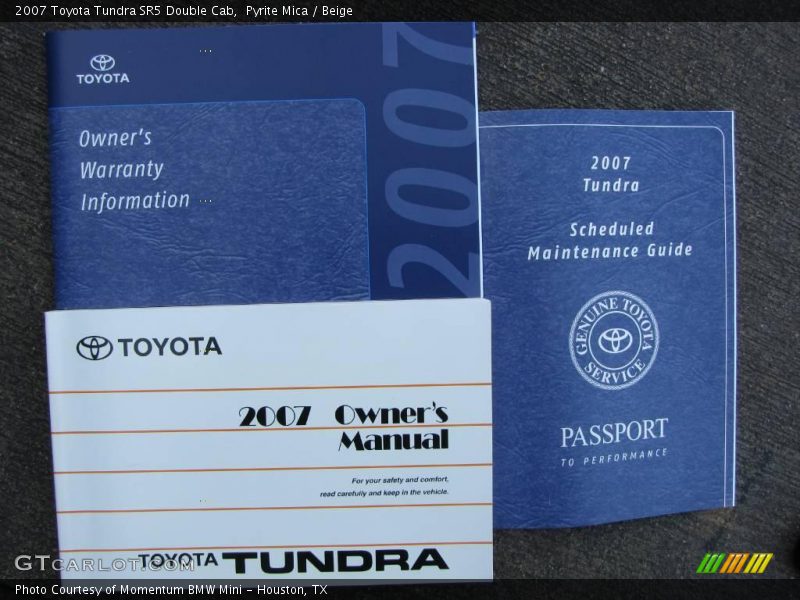 2007 Toyota Tundra SR5 Double Cab,  Pyrite Mica / Beige
TOYOTA
Owner's
Warranty
Information
2007
2007
Tundra
Scheduled
Maintenance Guide
GENUINE TOYOTA
SERVICE
PASSPORT
TO PERFORMANCE
TOYOTA
2007 Owner's
Manual
For your safety and comfort,
read carefully and keep in the vehicle.
TOYOTA TUNDRA
GTcarlot.com
Photo Courtesy of Momentum BMW Mini - Houston, TX